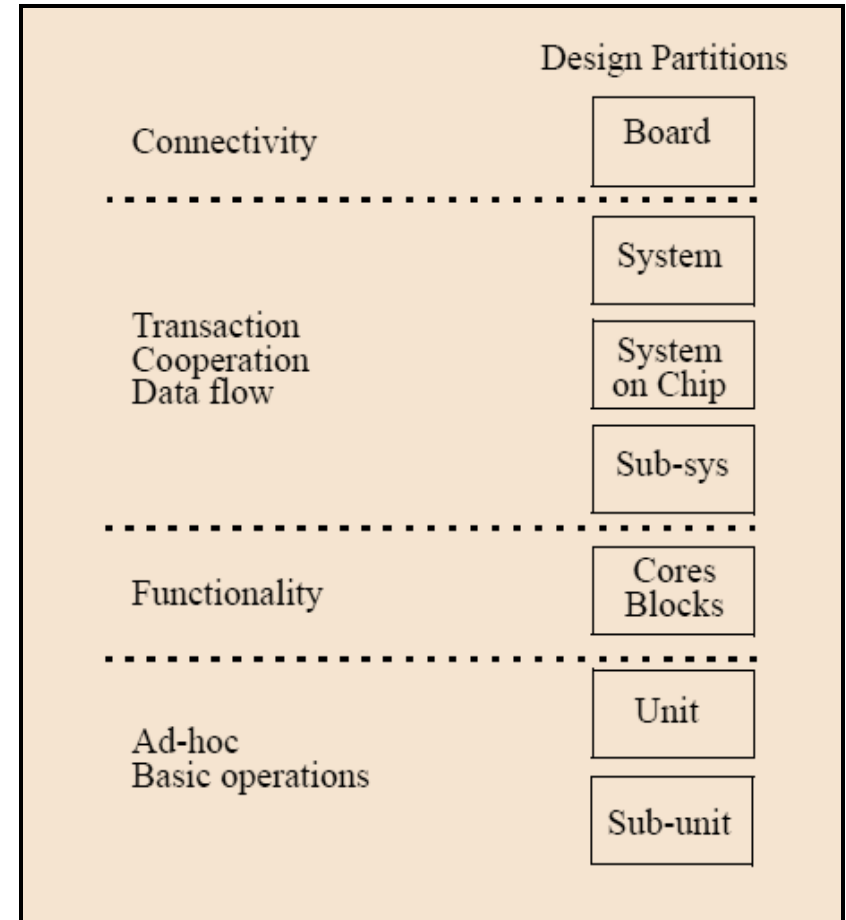 Design Partitions
Connectivity
Board
System
Transaction
Cooperation
Data flow
System
on Chip
Sub-sys
Functionality
Cores
Blocks
Unit
Ad-hoc
Basic operations
Sub-unit